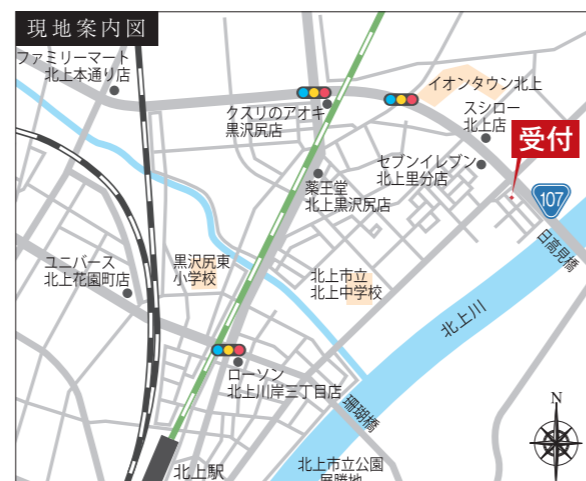 現地案内図
ファミリーマート
北上本通り店
イオンタウン北上
クスリのアオキ
黒沢尻店
スシロー
北上店
受付
セブンイレブン
北上里分店
薬王堂
北上黒沢尻店
107
日高見橋
ユニバース
北上花園町店
黒沢尻東
小学校
北上市立
北上中学校
北上川
ローソン
北上川岸三丁目店
珊瑚橋
N
北上駅
北上市立公園
展勝地